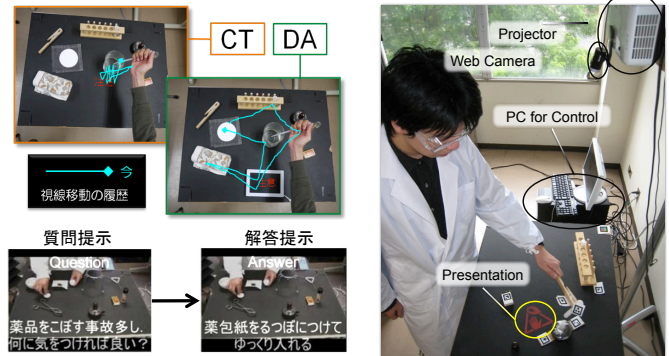 CT
DA
今
視線移動の履歴
質問提示
Question
薬品をこぼす事故多し.
何に気をつければ良い?
解答提示
Answer
薬包紙をるつぼにつけて
ゆっくり入れる
Projector
Web Camera
PC for Control
Presentation